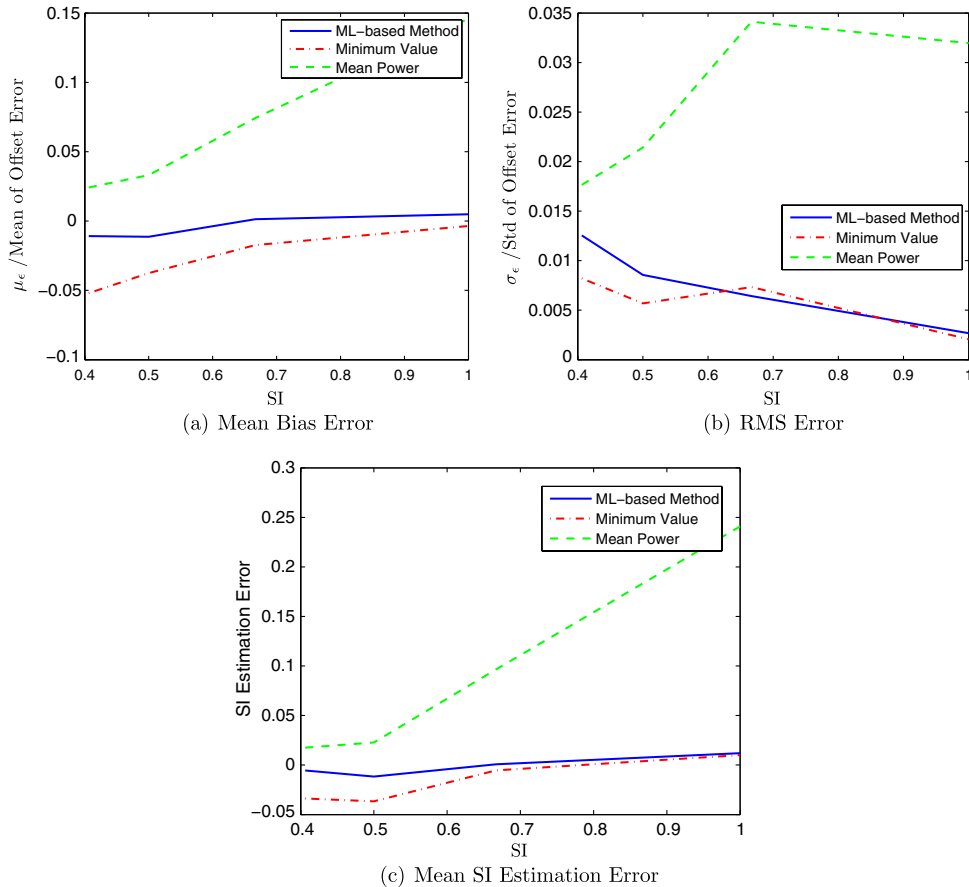 0.15
0.1
0.05
0
−0.05
−0.1
μϵ /Mean of Offset Error
ML−based Method
Minimum Value
Mean Power
0.4 0.5 0.6 0.7 0.8 0.9 1
SI
(a) Mean Bias Error
0.035
0.03
0.025
0.02
0.015
0.01
0.005
0
σϵ /Std of Offset Error
ML−based Method
Minimum Value
Mean Power
0.4 0.5 0.6 0.7 0.8 0.9 1
SI
(b) RMS Error
0.3
0.25
0.2
0.15
0.1
0.05
0
−0.05
SI Estimation Error
ML−based Method
Minimum Value
Mean Power
0.4 0.5 0.6 0.7 0.8 0.9 1
SI
(c) Mean SI Estimation Error